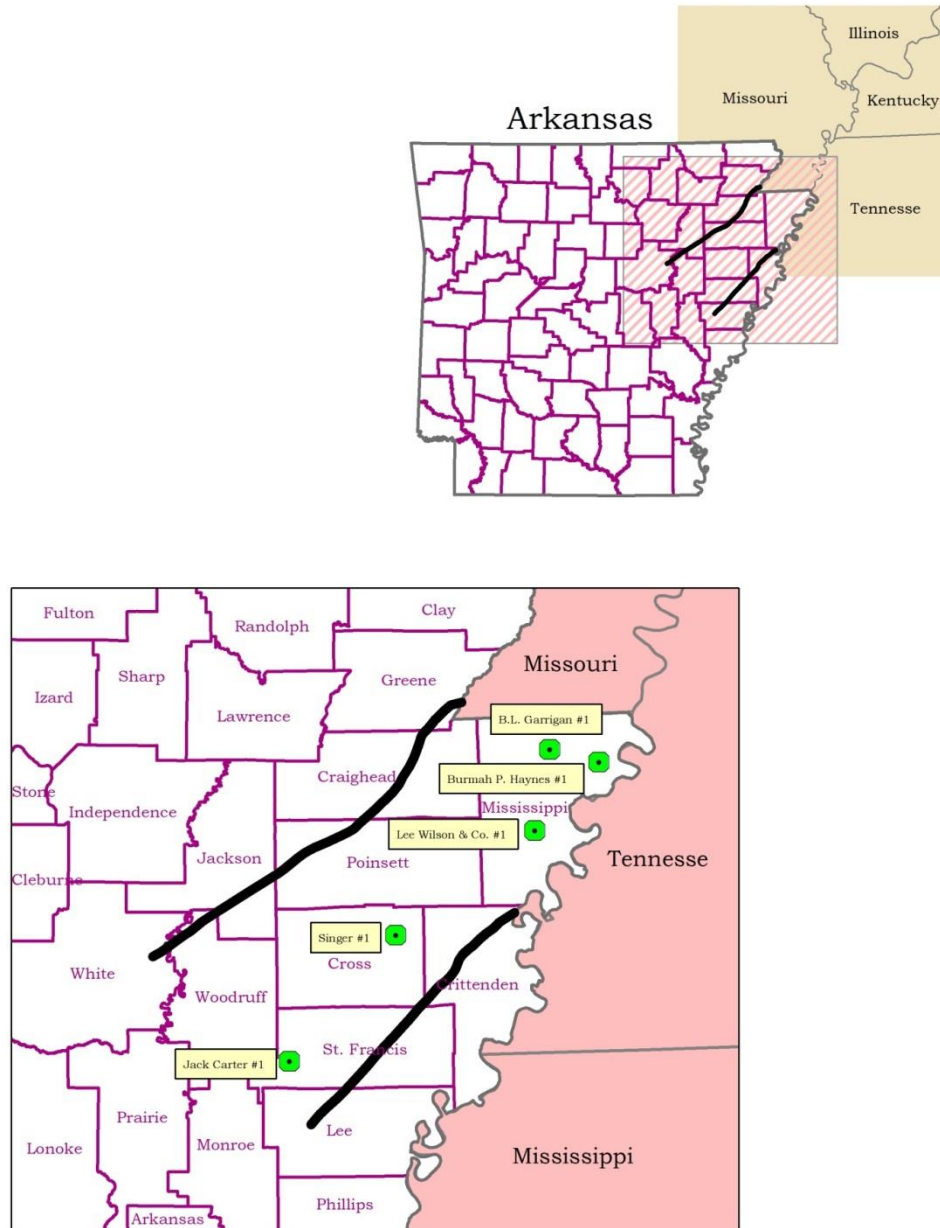 Illinois
Missouri
Kentucky
Arkansas
Tennesse
Fulton
Clay
Randolph
Sharp
Greene
Missouri
Izard
Lawrence
B.L. Garrigan #1
Craighead
Burmah P. Haynes #1
Stone
Independence
Mississippi
Lee Wilson & Co. #1
Jackson
Poinsett
Tennesse
Cleburne
Singer #1
Cross
White
Crittenden
Woodruff
St. Francis
Jack Carter #1
Prairie
Lee
Lonoke
Monroe
Mississippi
Phillips
Arkansas